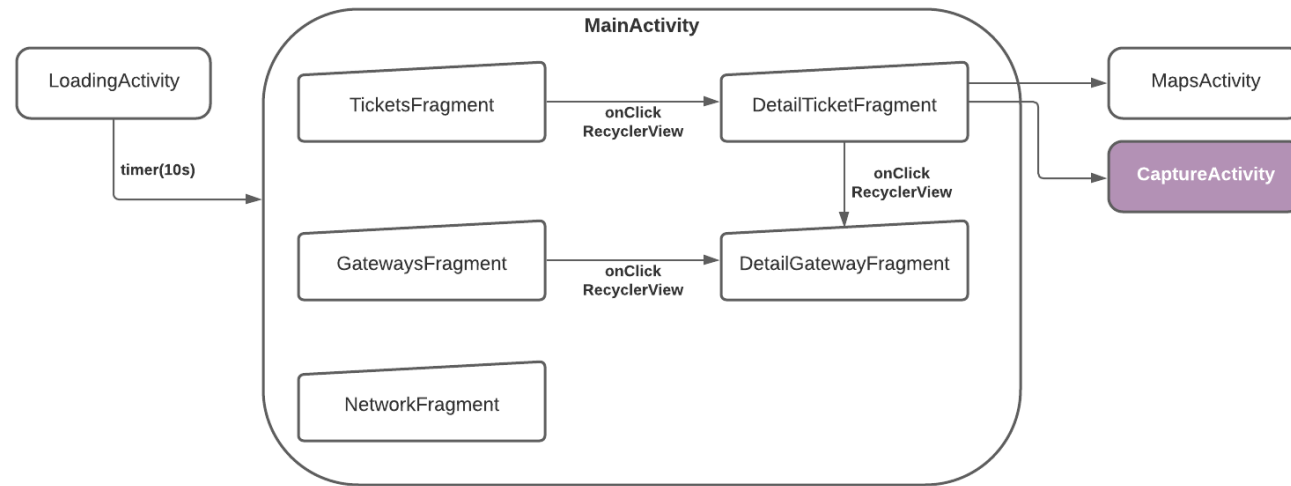 MainActivity
LoadingActivity
timer(10s)
TicketsFragment
onClick
RecyclerView
DetailTicketFragment
MapsActivity
CaptureActivity
onClick
RecyclerView
GatewaysFragment
onClick
RecyclerView
DetailGatewayFragment
NetworkFragment